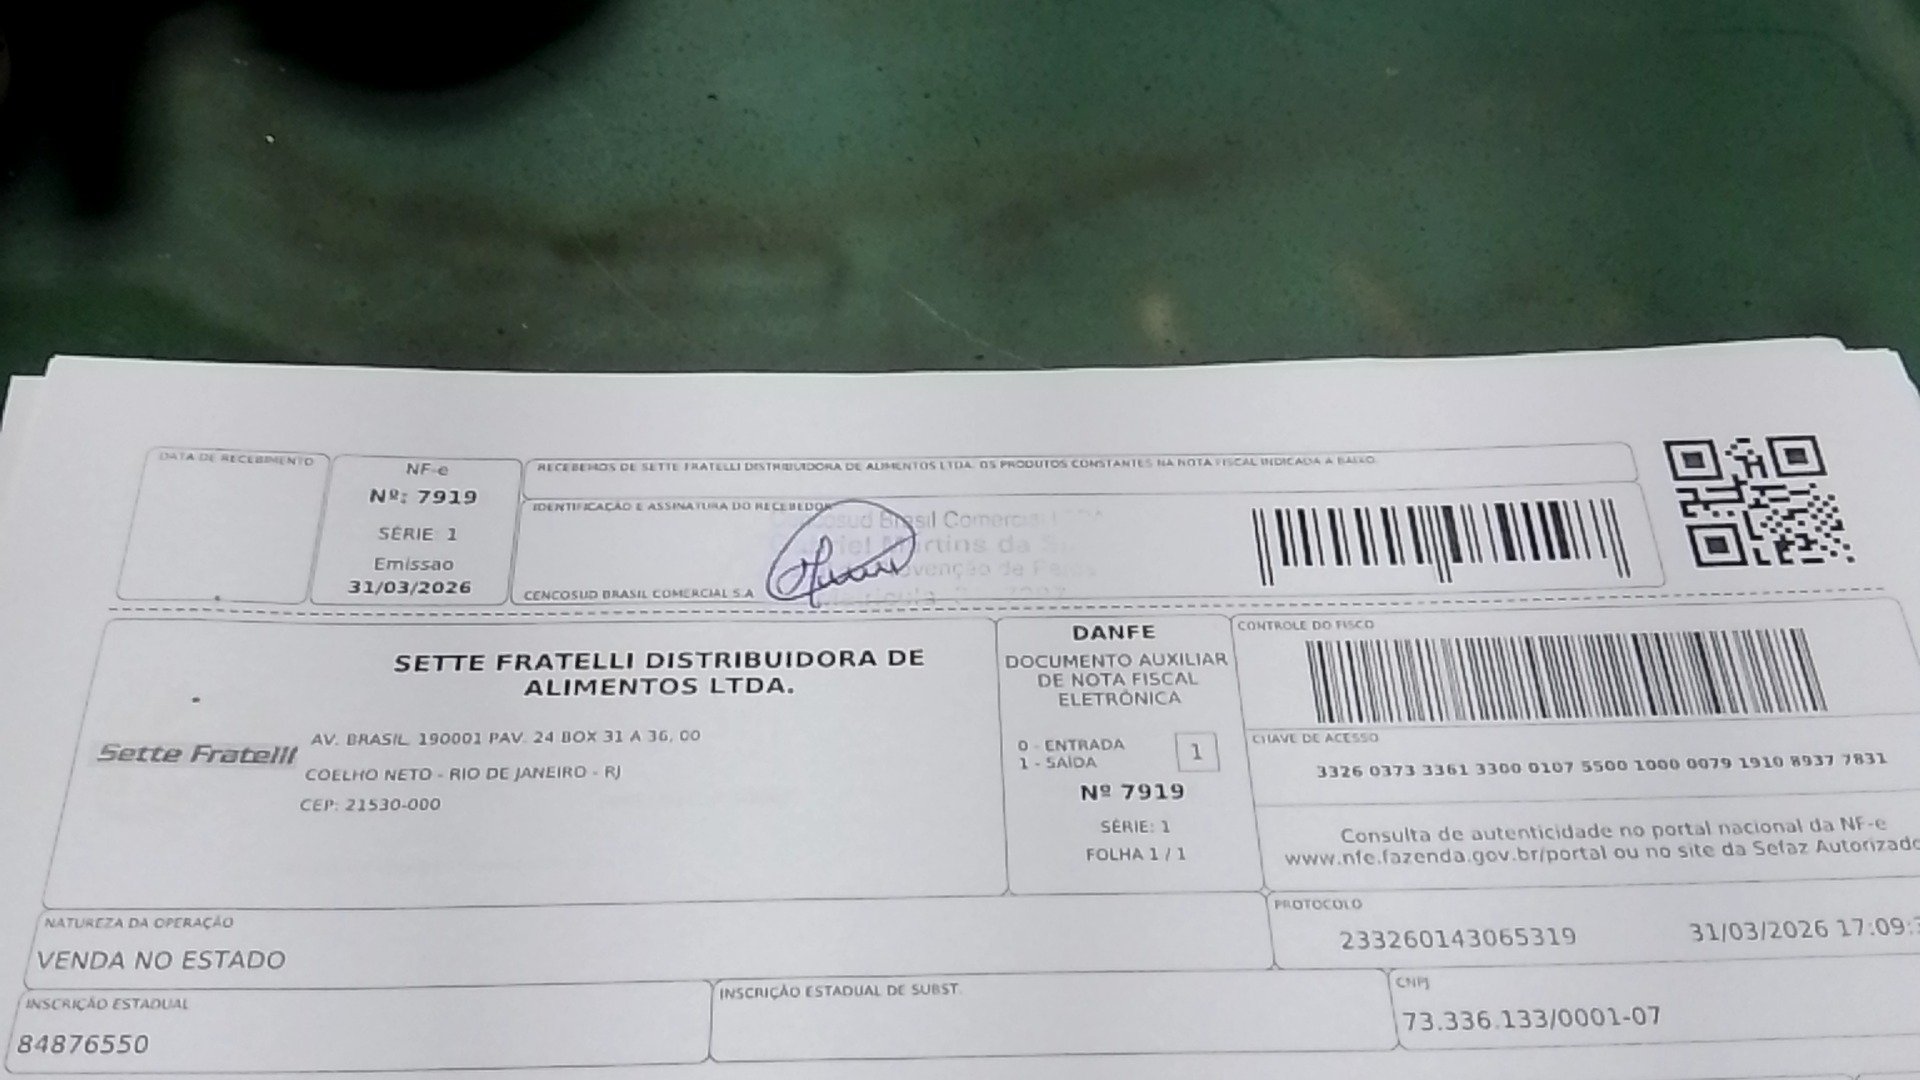 DATA DE RECEBIMENTO
NF-e
Nº: 7919
SÉRIE: 1
Emissao
31/03/2026
RECEBEMOS DE SETTE FRATELLI DISTRIBUIDORA DE ALIMENTOS LTDA. OS PRODUTOS CONSTANTES NA NOTA FISCAL INDICADA A BAIXO.
IDENTIFICAÇÃO E ASSINATURA DO RECEBEDOR
Brasil Comercial
Martins da
CENCOSUD BRASIL COMERCIAL S.A
SETTE FRATELLI DISTRIBUIDORA DE
ALIMENTOS LTDA.
Sette Fratelli
AV. BRASIL, 190001 PAV. 24 BOX 31 A 36, 00
COELHO NETO - RIO DE JANEIRO - RJ
CEP: 21530-000
DANFE
DOCUMENTO AUXILIAR
DE NOTA FISCAL
ELETRÔNICA
0 - ENTRADA
1 - SAÍDA
1
Nº 7919
SÉRIE: 1
FOLHA 1 / 1
CONTROLE DO FISCO
CHAVE DE ACESSO
3326 0373 3361 3300 0107 5500 1000 0079 1910 8937 7831
Consulta de autenticidade no portal nacional da NF-e
www.nfe.fazenda.gov.br/portal ou no site da Sefaz Autorizado
NATUREZA DA OPERAÇÃO
VENDA NO ESTADO
PROTOCOLO
233260143065319 31/03/2026 17:09:
INSCRIÇÃO ESTADUAL
84876550
INSCRIÇÃO ESTADUAL DE SUBST.
CNPJ
73.336.133/0001-07